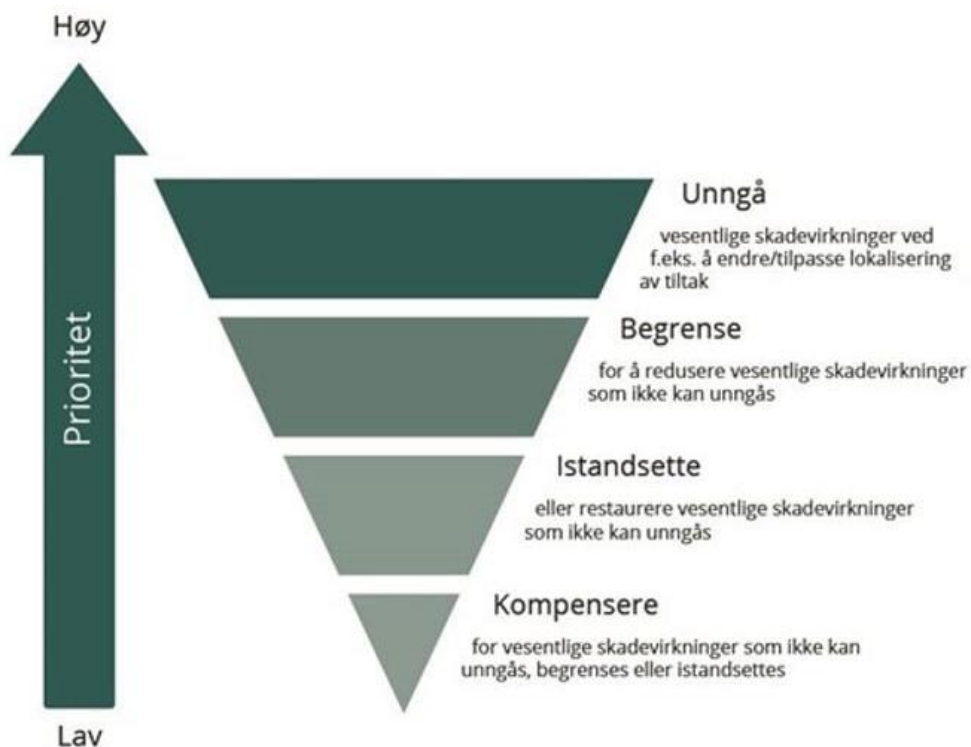 Høy
Prioritet
Unngå
vesentlige skadevirkninger ved
f.eks. å endre/tilpasse lokalisering
av tiltak
Begrense
for å redusere vesentlige skadevirkninger
som ikke kan unngås
Istandsette
eller restaurere vesentlige skadevirkninger
som ikke kan unngås
Kompensere
for vesentlige skadevirkninger som ikke kan
unngås, begrenses eller istandsettes
Lav